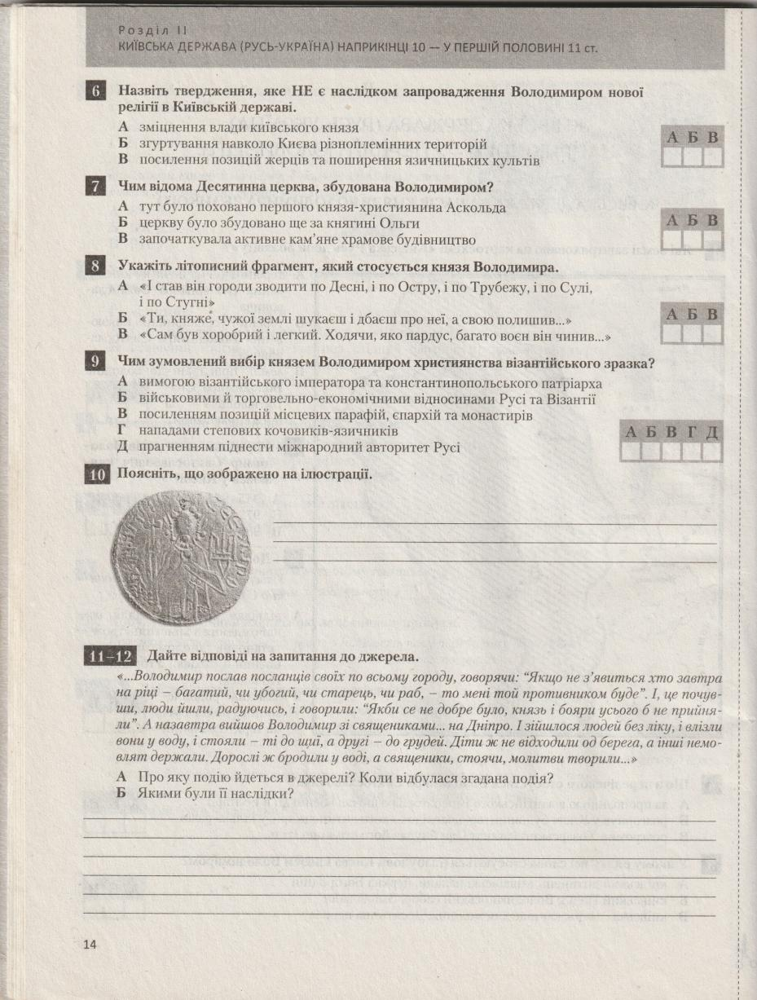 Розділ II
КИЇВСЬКА ДЕРЖАВА (РУСЬ-УКРАЇНА) НАПРИКІНЦІ 10 — У ПЕРШІЙ ПОЛОВИНІ 11 ст.
6 Назвіть твердження, яке НЕ є наслідком запровадження Володимиром нової
релігії в Київській державі.
А зміцнення влади київського князя
Б згуртування навколо Києва різноплемінних територій
В посилення позицій жерців та поширення язичницьких культів
А Б В
7 Чим відома Десятинна церква, збудована Володимиром?
А тут було поховано першого князя-християнина Аскольда
Б церкву було збудовано ще за княгині Ольги
В започаткувала активне кам’яне храмове будівництво
А Б В
8 Укажіть літописний фрагмент, який стосується князя Володимира.
А «І став він городи зводити по Десні, і по Остру, і по Трубежу, і по Сулі,
і по Стугні»
Б «Ти, княже, чужої землі шукаєш і дбаєш про неї, а свою полишив...»
В «Сам був хоробрий і легкий. Ходячи, яко пардус, багато воєн він чинив...»
А Б В
9 Чим зумовлений вибір князем Володимиром християнства візантійського зразка?
А вимогою візантійського імператора та константинопольського патріарха
Б військовими й торговельно-економічними відносинами Русі та Візантії
В посиленням позицій місцевих парафій, єпархій та монастирів
Г нападами степових кочовиків-язичників
Д прагненням піднести міжнародний авторитет Русі
А Б В Г Д
10 Поясніть, що зображено на ілюстрації.
11–12 Дайте відповіді на запитання до джерела.
«...Володимир послав посланців своїх по всьому городу, говорячи: “Якщо не з’явиться хто завтра
на ріці – багатий, чи убогий, чи старець, чи раб, – то мені той противником буде”. І, це почув-
ши, люди йшли, радуючись, і говорили: “Якби се не добре було, князь і бояри усього б не прийня-
ли”. А назавтра вийшов Володимир зі священиками... на Дніпро. І зійшлося людей без ліку, і влізли
вони у воду, і стояли – ті до шиї, а другі – до грудей. Діти ж не відходили од берега, а інші немо-
влят держали. Дорослі ж бродили у воді, а священики, стоячи, молитви творили...»
А Про яку подію йдеться в джерелі? Коли відбулася згадана подія?
Б Якими були її наслідки?
14